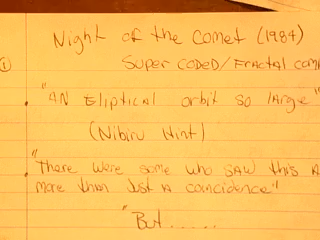 Night of the Comet (1984)
① Super Coded/Fractal com
• "An Eliptical orbit so large"
(Nibiru Hint)
• "There were some who saw this a
more than just a coincidence"
"But......